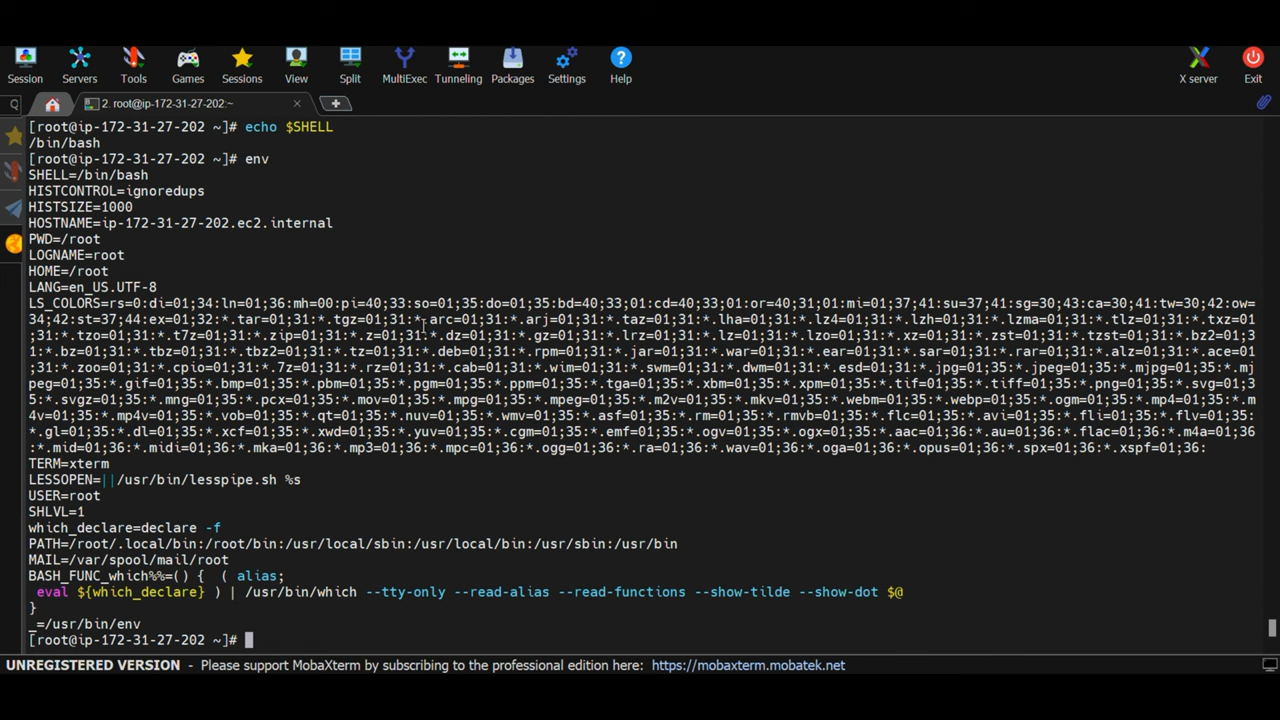 Session Servers Tools Games Sessions View Split MultiExec Tunneling Packages Settings Help X server Exit
2. root@ip-172-31-27-202:~
[root@ip-172-31-27-202 ~]# echo $SHELL
/bin/bash
[root@ip-172-31-27-202 ~]# env
SHELL=/bin/bash
HISTCONTROL=ignoredups
HISTSIZE=1000
HOSTNAME=ip-172-31-27-202.ec2.internal
PWD=/root
LOGNAME=root
HOME=/root
LANG=en_US.UTF-8
LS_COLORS=rs=0:di=01;34:ln=01;36:mh=00:pi=40;33:so=01;35:do=01;35:bd=40;33;01:cd=40;33;01:or=40;31;01:mi=01;37;41:su=37;41:sg=30;43:ca=30;41:tw=30;42:ow=
34;42:st=37;44:ex=01;32:*.tar=01;31:*.tgz=01;31:*.arc=01;31:*.arj=01;31:*.taz=01;31:*.lha=01;31:*.lz4=01;31:*.lzh=01;31:*.lzma=01;31:*.tlz=01;31:*.txz=01
;31:*.tzo=01;31:*.t7z=01;31:*.zip=01;31:*.z=01;31:*.dz=01;31:*.gz=01;31:*.lrz=01;31:*.lz=01;31:*.lzo=01;31:*.xz=01;31:*.zst=01;31:*.tzst=01;31:*.bz2=01;3
1:*.bz=01;31:*.tbz=01;31:*.tbz2=01;31:*.tz=01;31:*.deb=01;31:*.rpm=01;31:*.jar=01;31:*.war=01;31:*.ear=01;31:*.sar=01;31:*.rar=01;31:*.alz=01;31:*.ace=01
;31:*.zoo=01;31:*.cpio=01;31:*.7z=01;31:*.rz=01;31:*.cab=01;31:*.wim=01;31:*.swm=01;31:*.dwm=01;31:*.esd=01;31:*.jpg=01;35:*.jpeg=01;35:*.mjpg=01;35:*.mj
peg=01;35:*.gif=01;35:*.bmp=01;35:*.pbm=01;35:*.pgm=01;35:*.ppm=01;35:*.tga=01;35:*.xbm=01;35:*.xpm=01;35:*.tif=01;35:*.tiff=01;35:*.png=01;35:*.svg=01;3
5:*.svgz=01;35:*.mng=01;35:*.pcx=01;35:*.mov=01;35:*.mpg=01;35:*.mpeg=01;35:*.m2v=01;35:*.mkv=01;35:*.webm=01;35:*.webp=01;35:*.ogm=01;35:*.mp4=01;35:*.m
4v=01;35:*.mp4v=01;35:*.vob=01;35:*.qt=01;35:*.nuv=01;35:*.wmv=01;35:*.asf=01;35:*.rm=01;35:*.rmvb=01;35:*.flc=01;35:*.avi=01;35:*.fli=01;35:*.flv=01;35:
*.gl=01;35:*.dl=01;35:*.xcf=01;35:*.xwd=01;35:*.yuv=01;35:*.cgm=01;35:*.emf=01;35:*.ogv=01;35:*.ogx=01;35:*.aac=01;36:*.au=01;36:*.flac=01;36:*.m4a=01;36
:*.mid=01;36:*.midi=01;36:*.mka=01;36:*.mp3=01;36:*.mpc=01;36:*.ogg=01;36:*.ra=01;36:*.wav=01;36:*.oga=01;36:*.opus=01;36:*.spx=01;36:*.xspf=01;36:
TERM=xterm
LESSOPEN=||/usr/bin/lesspipe.sh %s
USER=root
SHLVL=1
which_declare=declare -f
PATH=/root/.local/bin:/root/bin:/usr/local/sbin:/usr/local/bin:/usr/sbin:/usr/bin
MAIL=/var/spool/mail/root
BASH_FUNC_which%%=() {  ( alias;
 eval ${which_declare} ) | /usr/bin/which --tty-only --read-alias --read-functions --show-tilde --show-dot $@
}
_=/usr/bin/env
[root@ip-172-31-27-202 ~]#
UNREGISTERED VERSION - Please support MobaXterm by subscribing to the professional edition here: https://mobaxterm.mobatek.net